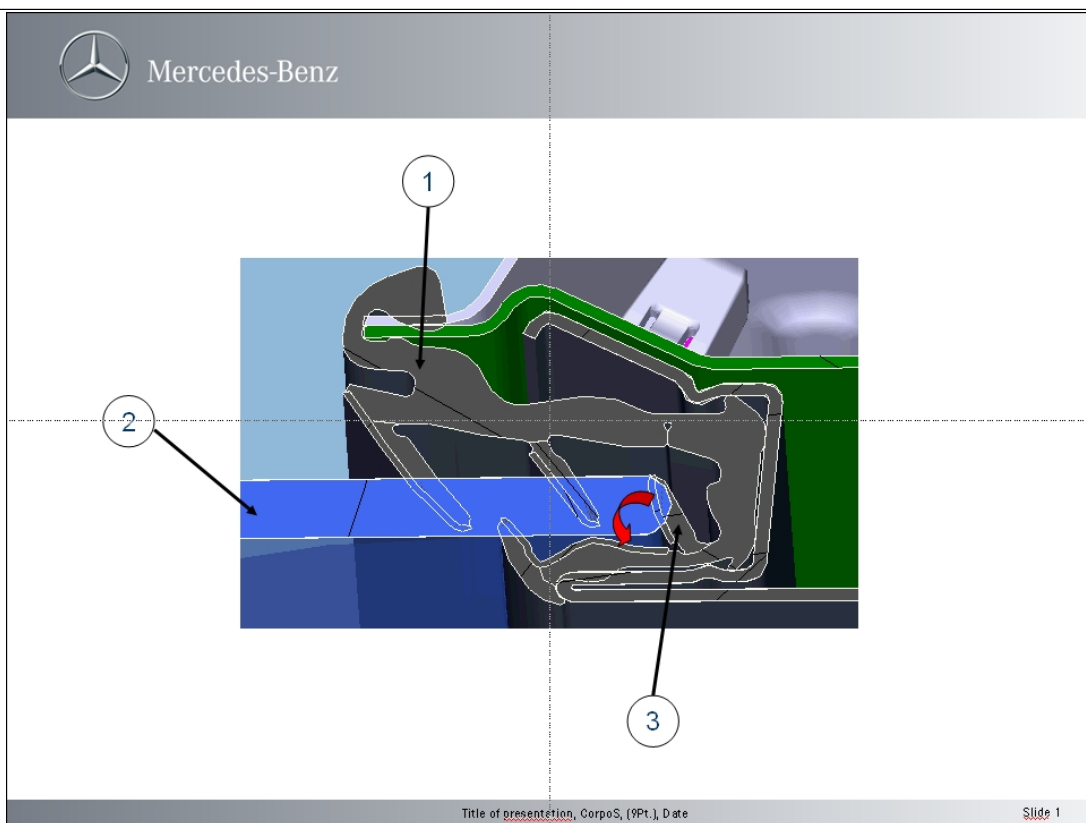 Mercedes-Benz
1
2
3
Title of presentation, CorpoS, (9Pt.), Date
Slide 1